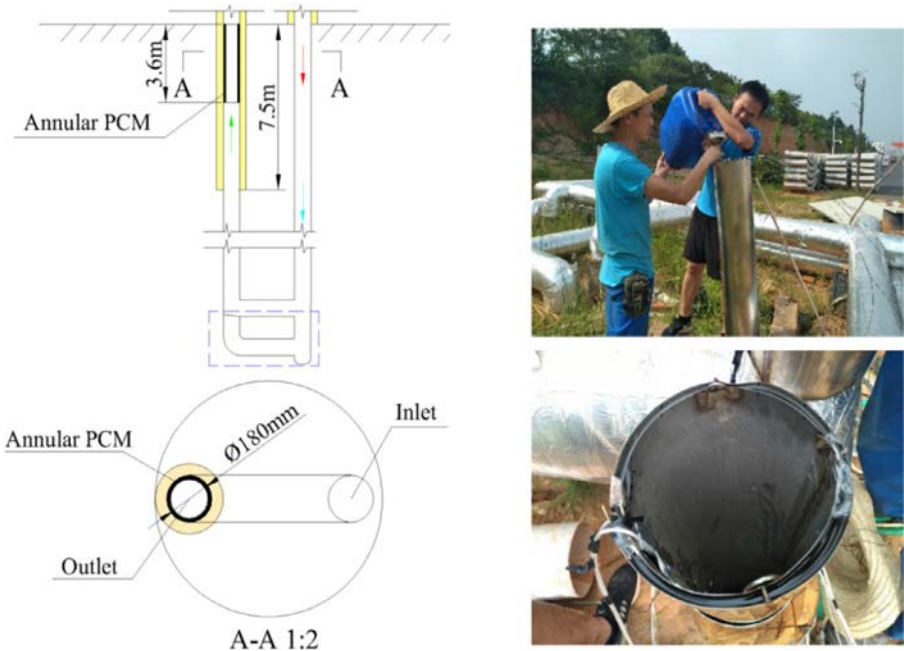 3.6m
A
A
7.5m
Annular PCM
Annular PCM
Ø180mm
Inlet
Outlet
A-A 1:2